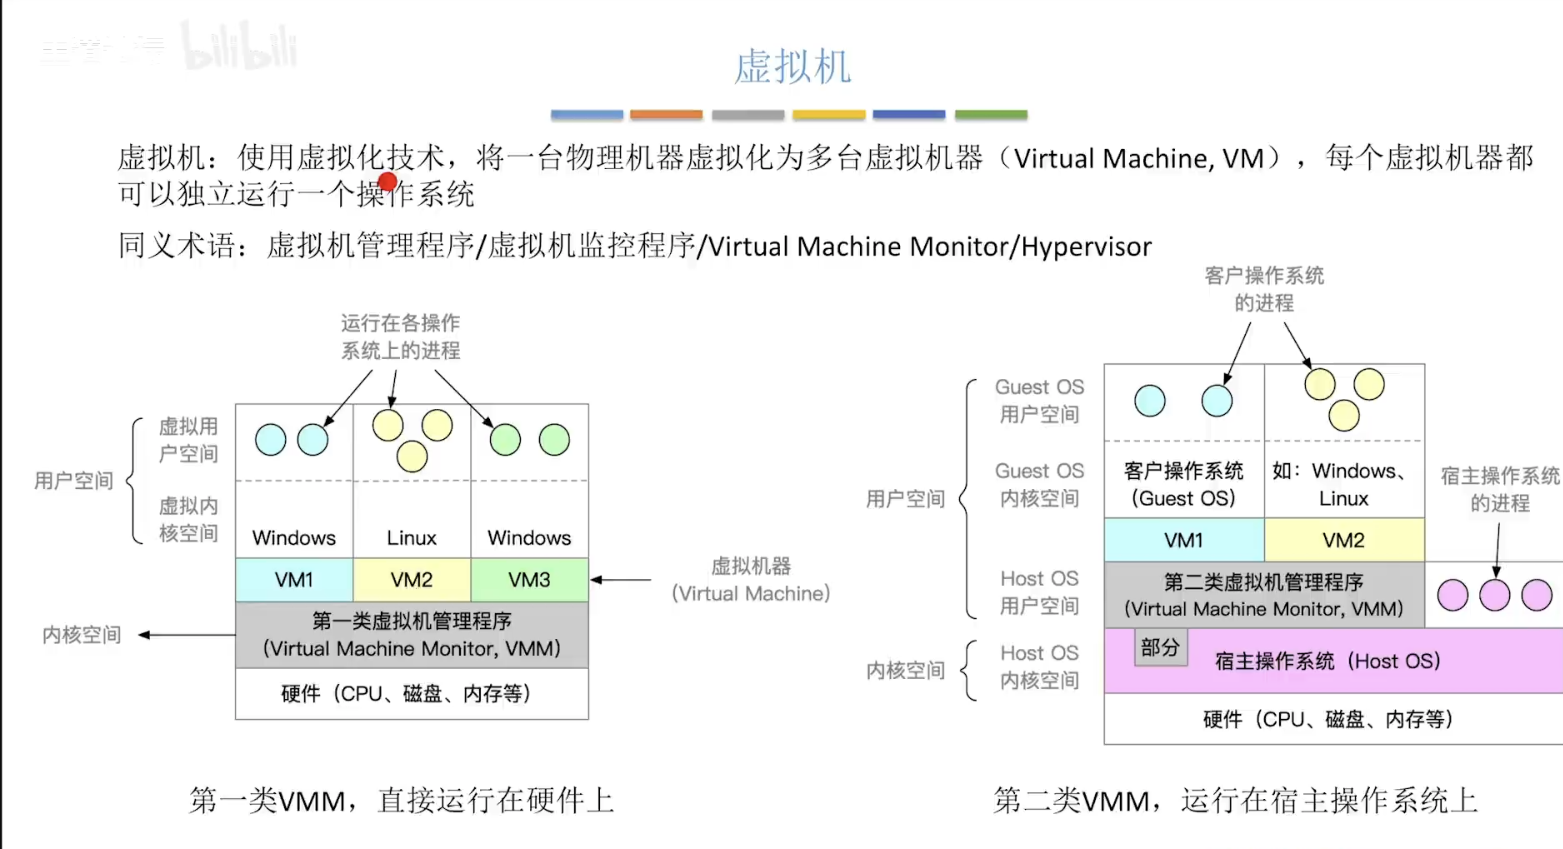 bilibili
虚拟机
虚拟机：使用虚拟化技术，将一台物理机器虚拟化为多台虚拟机器（Virtual Machine, VM），每个虚拟机器都
可以独立运行一个操作系统
同义术语：虚拟机管理程序/虚拟机监控程序/Virtual Machine Monitor/Hypervisor
运行在各操作
系统上的进程
用户空间
虚拟用
户空间
虚拟内
核空间
Windows
Linux
Windows
VM1
VM2
VM3
虚拟机器
（Virtual Machine）
内核空间
第一类虚拟机管理程序
（Virtual Machine Monitor, VMM）
硬件（CPU、磁盘、内存等）
第一类VMM，直接运行在硬件上
客户操作系统
的进程
用户空间
Guest OS
用户空间
Guest OS
内核空间
客户操作系统
（Guest OS）
如：Windows、
Linux
宿主操作系统
的进程
VM1
VM2
Host OS
用户空间
第二类虚拟机管理程序
（Virtual Machine Monitor, VMM）
内核空间
Host OS
内核空间
部分
宿主操作系统（Host OS）
硬件（CPU、磁盘、内存等）
第二类VMM，运行在宿主操作系统上